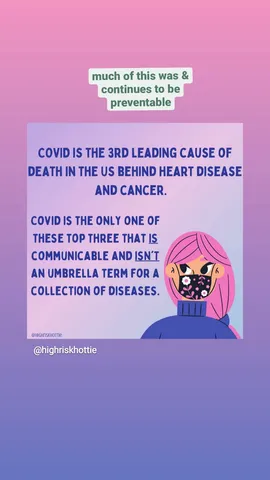 much of this was &
continues to be
preventable
COVID IS THE 3RD LEADING CAUSE OF
DEATH IN THE US BEHIND HEART DISEASE
AND CANCER.
COVID IS THE ONLY ONE OF
THESE TOP THREE THAT IS
COMMUNICABLE AND ISN'T
AN UMBRELLA TERM FOR A
COLLECTION OF DISEASES.
@HIGHRISKHOTTIE
@highriskhottie